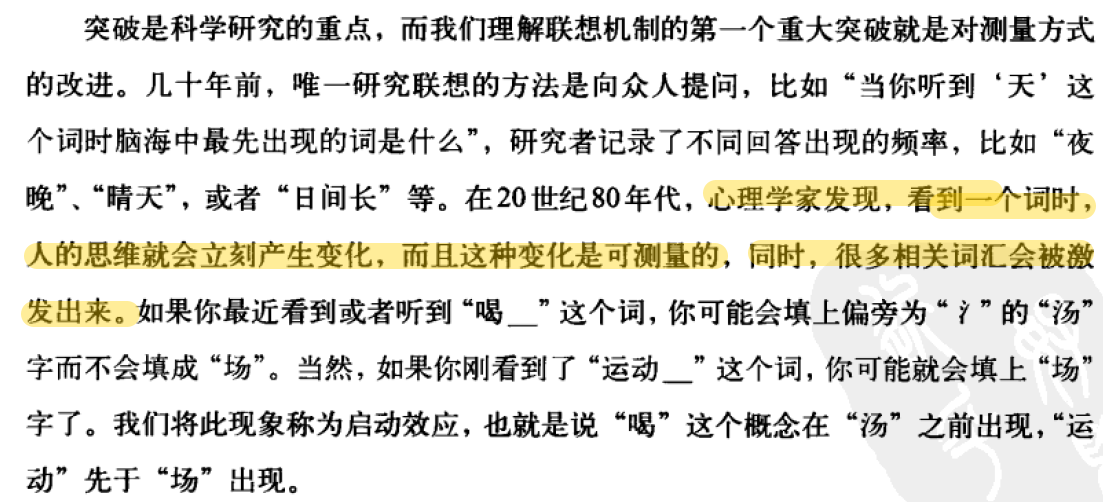 突破是科学研究的重点，而我们理解联想机制的第一个重大突破就是对测量方式
的改进。几十年前，唯一研究联想的方法是向众人提问，比如“当你听到‘天’这
个词时脑海中最先出现的词是什么”，研究者记录了不同回答出现的频率，比如“夜
晚”、“晴天”，或者“日间长”等。在20世纪80年代，心理学家发现，看到一个词时，
人的思维就会立刻产生变化，而且这种变化是可测量的，同时，很多相关词汇会被激
发出来。如果你最近看到或者听到“喝__”这个词，你可能会填上偏旁为“氵”的“汤”
字而不会填成“场”。当然，如果你刚看到了“运动__”这个词，你可能就会填上“场”
字了。我们将此现象称为启动效应，也就是说“喝”这个概念在“汤”之前出现，“运
动”先于“场”出现。